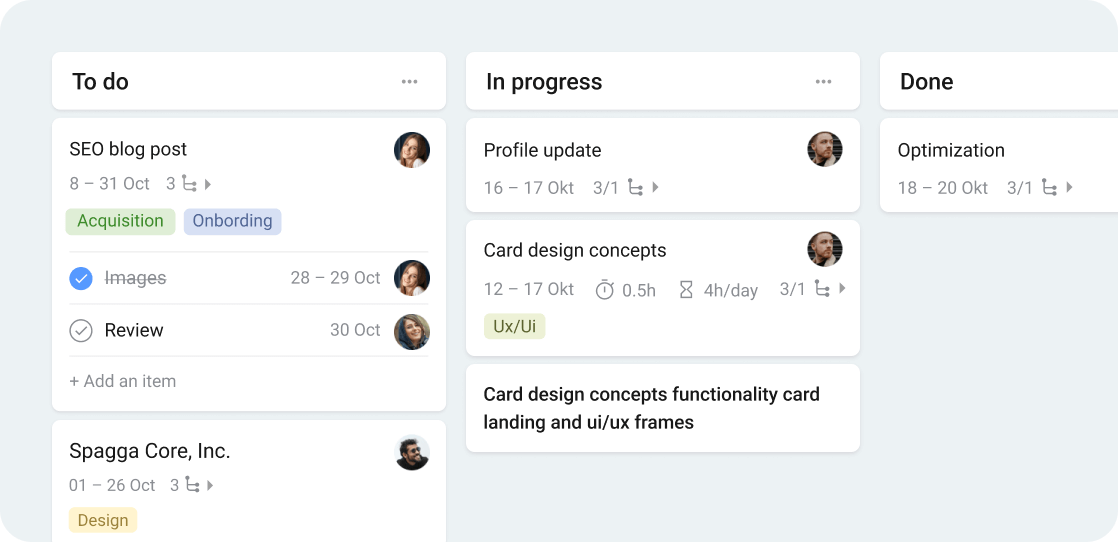 To do
SEO blog post
8 – 31 Oct 3
Acquisition Onbording
Images 28 – 29 Oct
Review 30 Oct
+ Add an item
Spagga Core, Inc.
01 – 26 Oct 3
Design
In progress
Profile update
16 – 17 Okt 3/1
Card design concepts
12 – 17 Okt 0.5h 4h/day 3/1
Ux/Ui
Card design concepts functionality card
landing and ui/ux frames
Done
Optimization
18 – 20 Okt 3/1